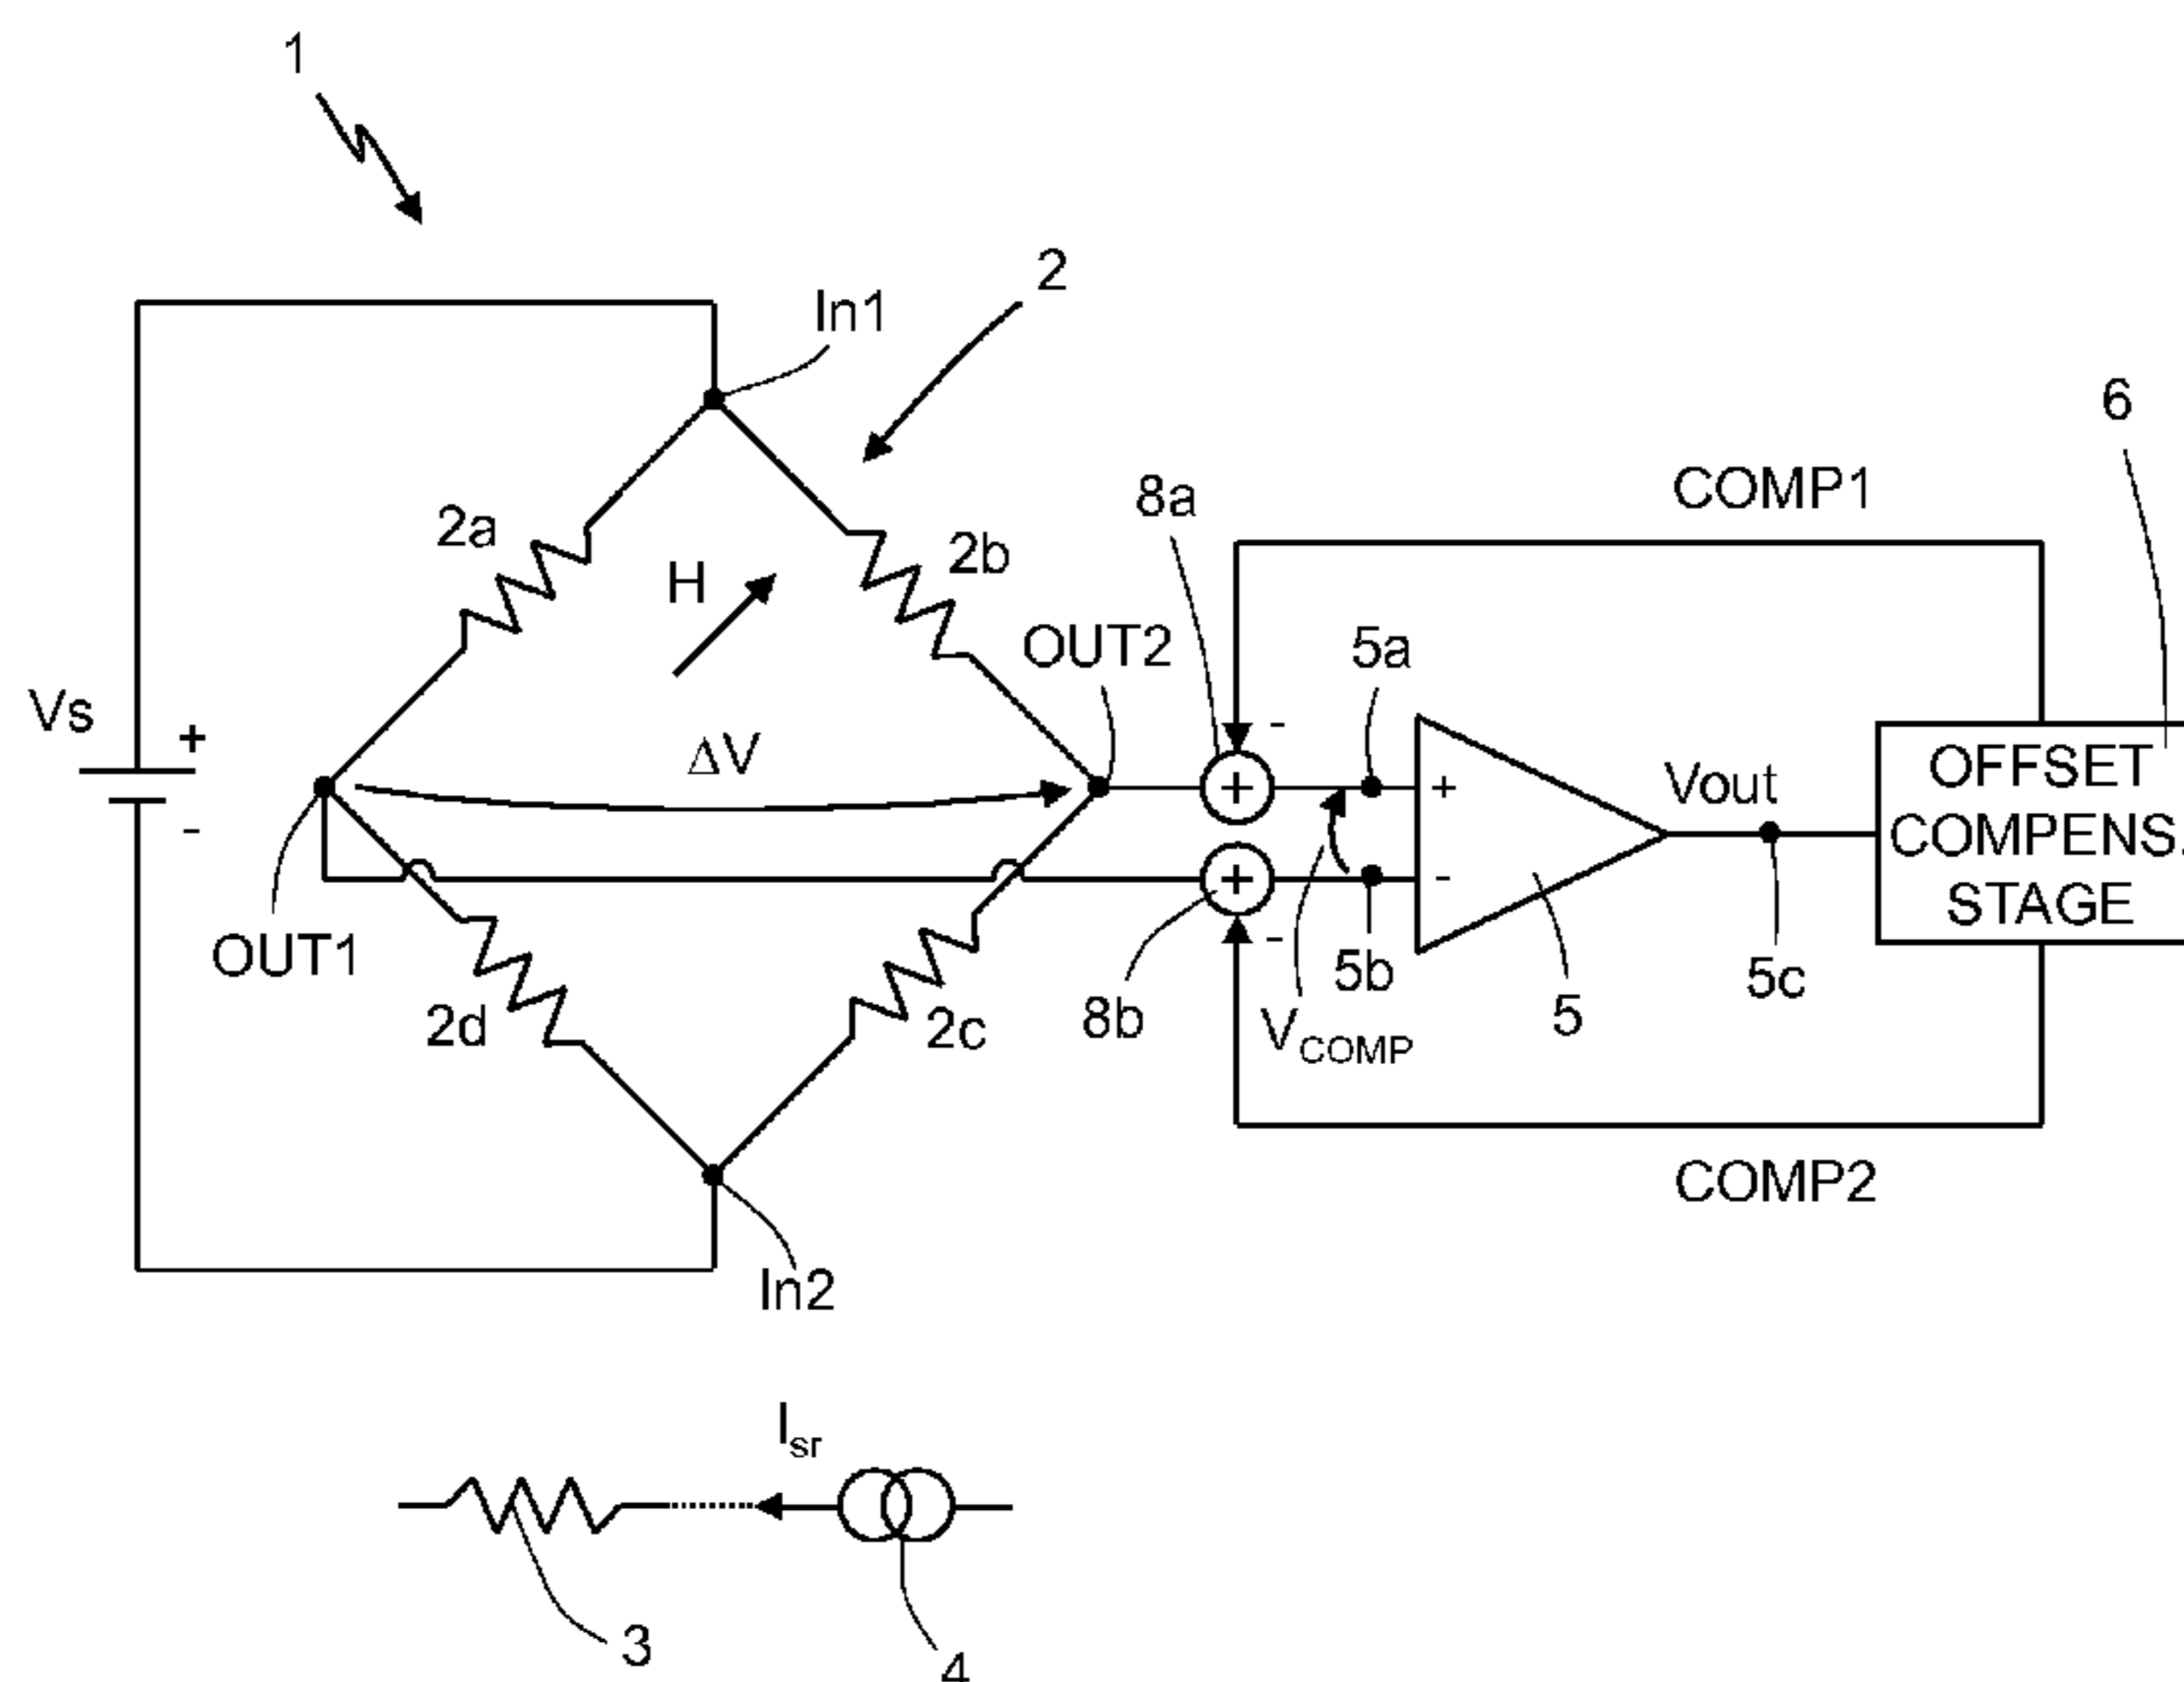 1
2
In1
6
COMP1
8a
2a
2b
H
OUT2
5a
Vs
+
-
ΔV
-
+
+
Vout
OFFSET
COMPENS.
STAGE
+
-
-
OUT1
5b
5c
2d
2c
8b
VCOMP
5
COMP2
In2
Isr
3
4